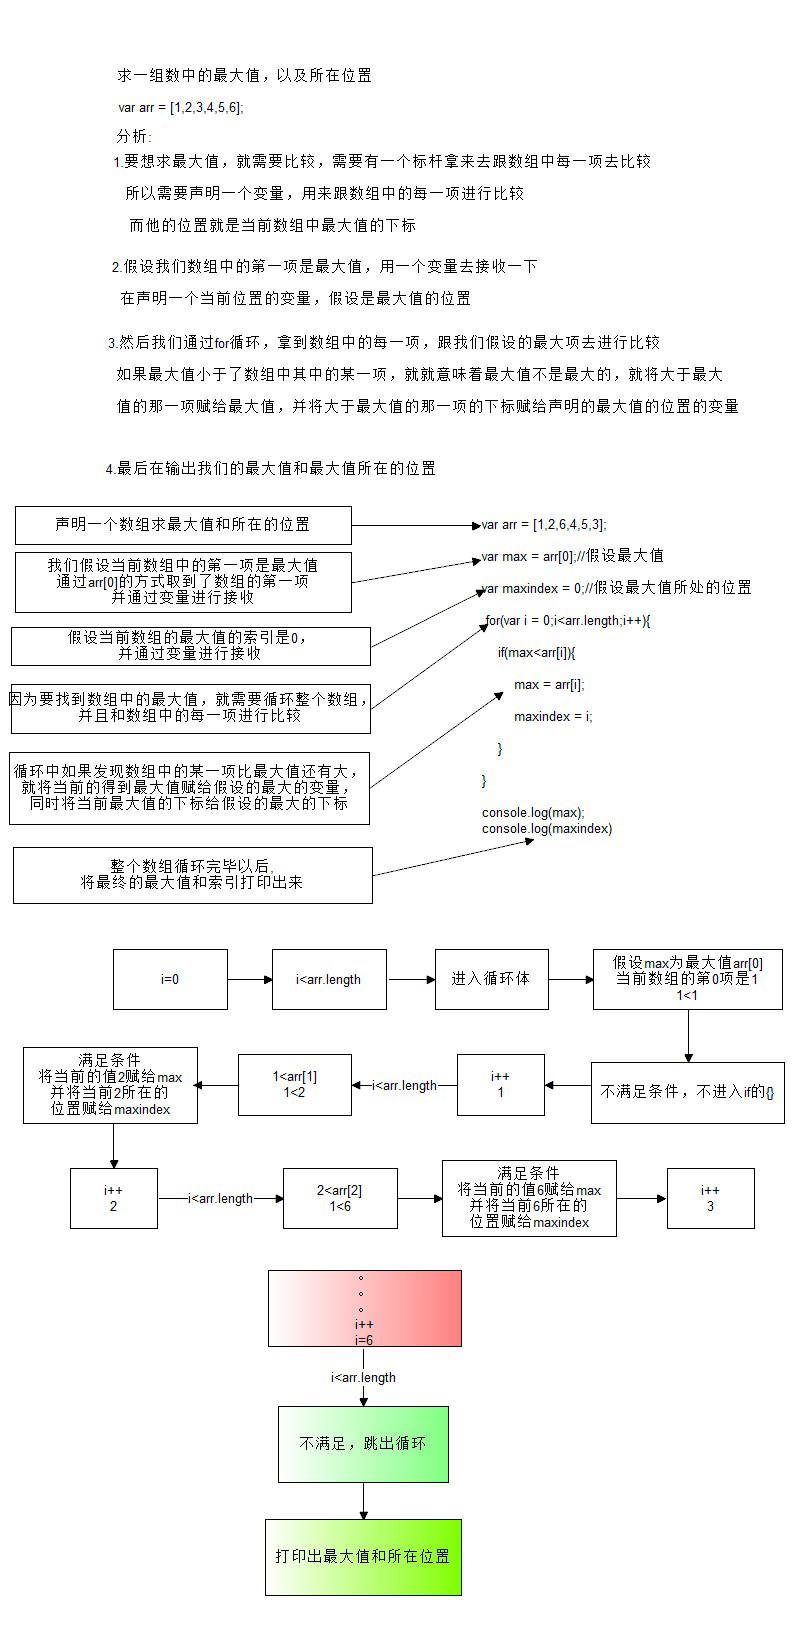 求一组数中的最大值，以及所在位置
var arr = [1,2,3,4,5,6];
分析:
1.要想求最大值，就需要比较，需要有一个标杆拿来去跟数组中每一项去比较
所以需要声明一个变量，用来跟数组中的每一项进行比较
而他的位置就是当前数组中最大值的下标
2.假设我们数组中的第一项是最大值，用一个变量去接收一下
在声明一个当前位置的变量，假设是最大值的位置
3.然后我们通过for循环，拿到数组中的每一项，跟我们假设的最大项去进行比较
如果最大值小于了数组中其中的某一项，就就意味着最大值不是最大的，就将大于最大
值的那一项赋给最大值，并将大于最大值的那一项的下标赋给声明的最大值的位置的变量
4.最后在输出我们的最大值和最大值所在的位置
声明一个数组求最大值和所在的位置
var arr = [1,2,6,4,5,3];
我们假设当前数组中的第一项是最大值
通过arr[0]的方式取到了数组的第一项
并通过变量进行接收
var max = arr[0];//假设最大值
var maxindex = 0;//假设最大值所处的位置
假设当前数组的最大值的索引是0，
并通过变量进行接收
for(var i = 0;i<arr.length;i++){
if(max<arr[i]){
因为要找到数组中的最大值，就需要循环整个数组，
并且和数组中的每一项进行比较
max = arr[i];
maxindex = i;
}
循环中如果发现数组中的某一项比最大值还有大，
就将当前的得到最大值赋给假设的最大的变量，
同时将当前最大值的下标给假设的最大的下标
}
console.log(max);
console.log(maxindex)
整个数组循环完毕以后,
将最终的最大值和索引打印出来
i=0
i<arr.length
进入循环体
假设max为最大值arr[0]
当前数组的第0项是1
1<1
不满足条件，不进入if的{}
i++
1
i<arr.length
1<arr[1]
1<2
满足条件
将当前的值2赋给max
并将当前2所在的
位置赋给maxindex
i++
2
i<arr.length
2<arr[2]
1<6
满足条件
将当前的值6赋给max
并将当前6所在的
位置赋给maxindex
i++
3
。
。
。
i++
i=6
i<arr.length
不满足，跳出循环
打印出最大值和所在位置